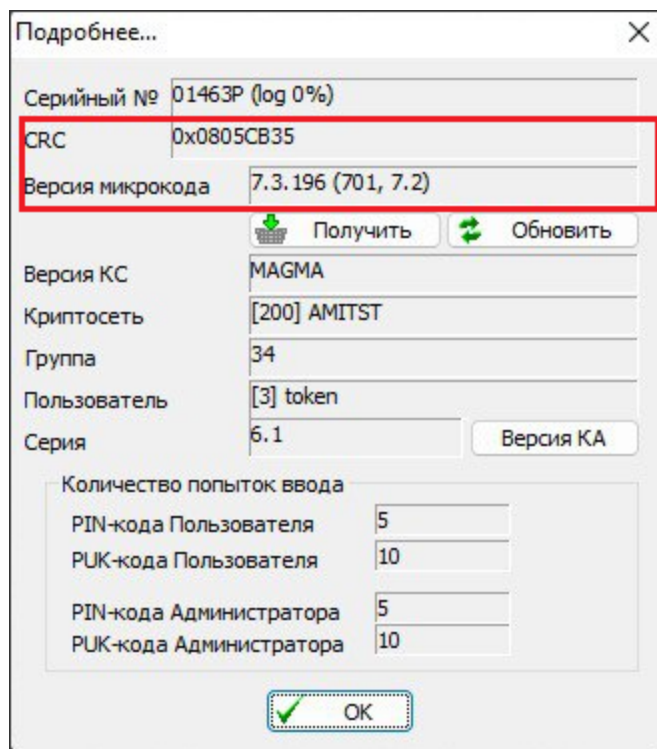 Подробнее...
Серийный № 01463P (log 0%)
CRC 0x0805CB35
Версия микрокода 7.3.196 (701, 7.2)
Получить Обновить
Версия КС MAGMA
Криптосеть [200] AMITST
Группа 34
Пользователь [3] token
Серия 6.1 Версия КА
Количество попыток ввода
PIN-кода Пользователя 5
PUK-кода Пользователя 10
PIN-кода Администратора 5
PUK-кода Администратора 10
OK